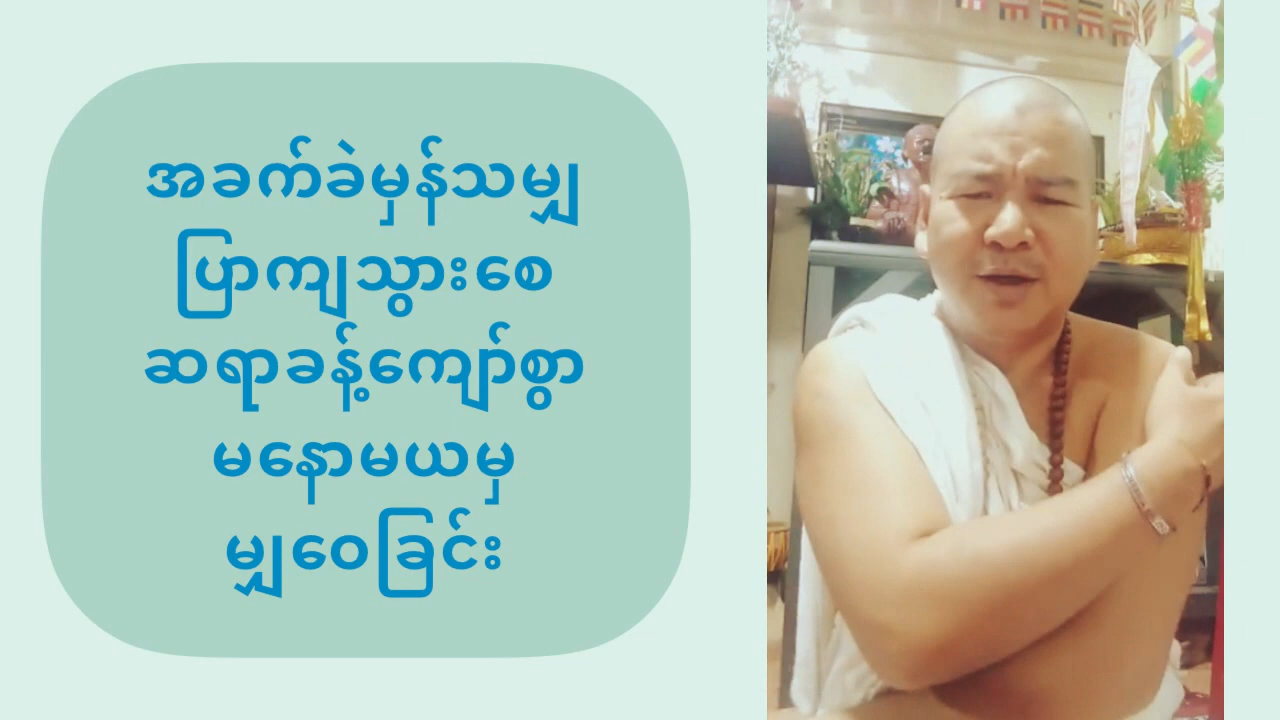 အခက်ခဲမှန်သမျှ
ပြာကျသွားစေ
ဆရာခန့်ကျော်စွာ
မနောမယမှ
မျှဝေခြင်း